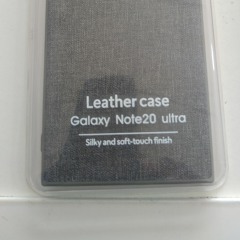 Leather case
Galaxy Note20 ultra
Silky and soft-touch finish